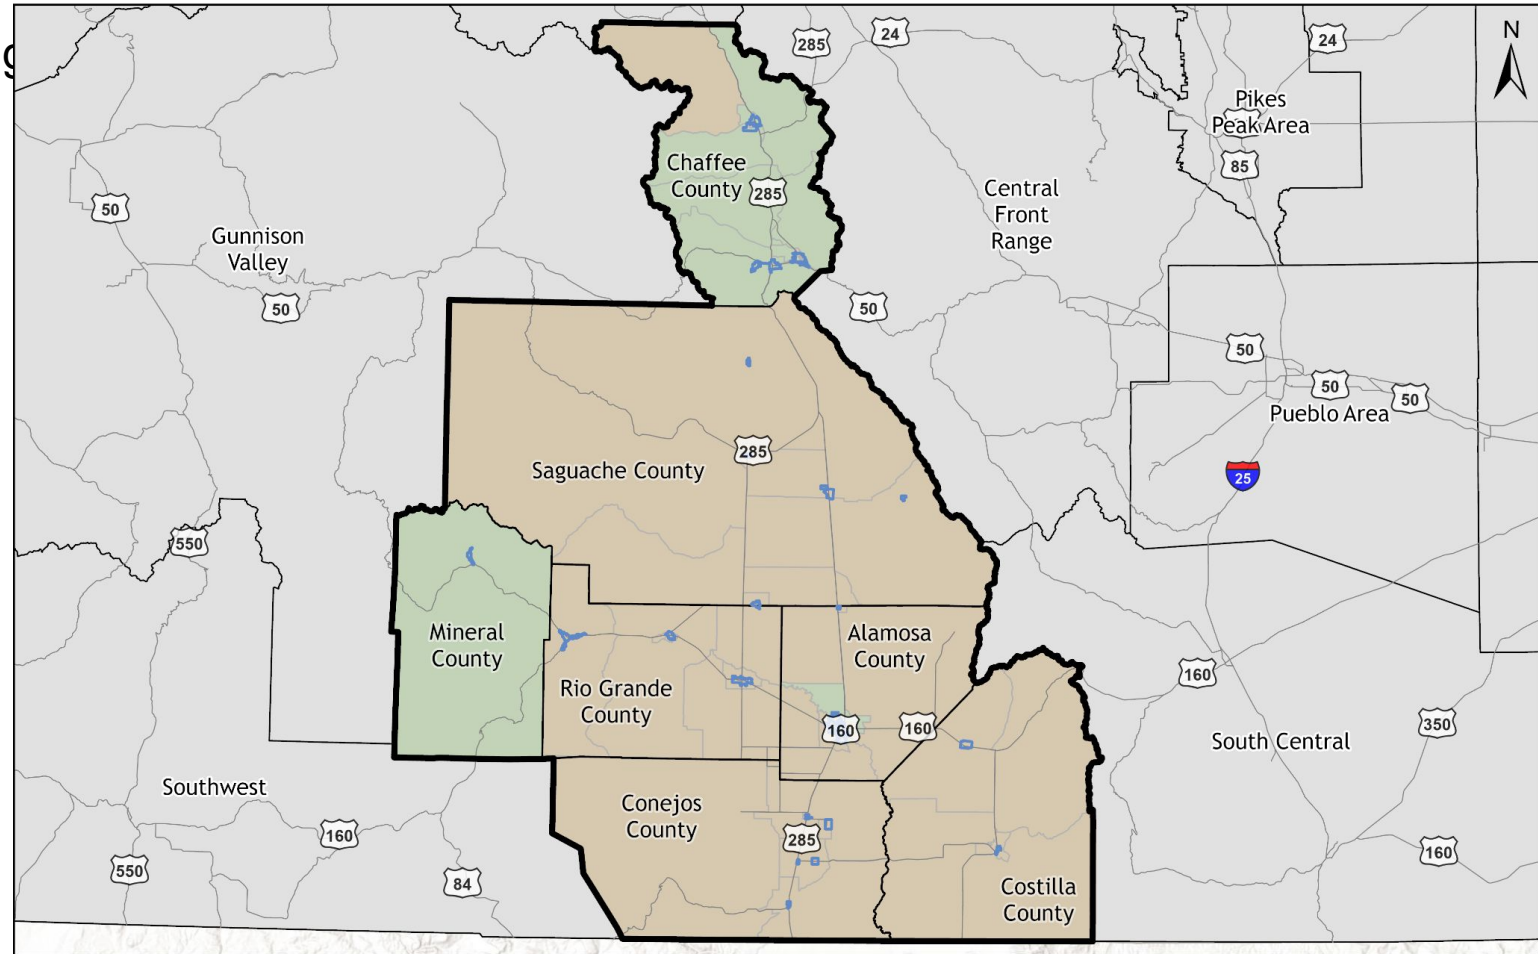 g
285
24
24
N
Pikes
Peak Area
85
Chaffee
County
285
Central
Front
Range
50
Gunnison
Valley
50
50
50
50
50
Pueblo Area
285
Saguache County
25
550
Mineral
County
Alamosa
County
Rio Grande
County
160
160
160
350
South Central
Southwest
Conejos
County
285
160
160
550
84
Costilla
County